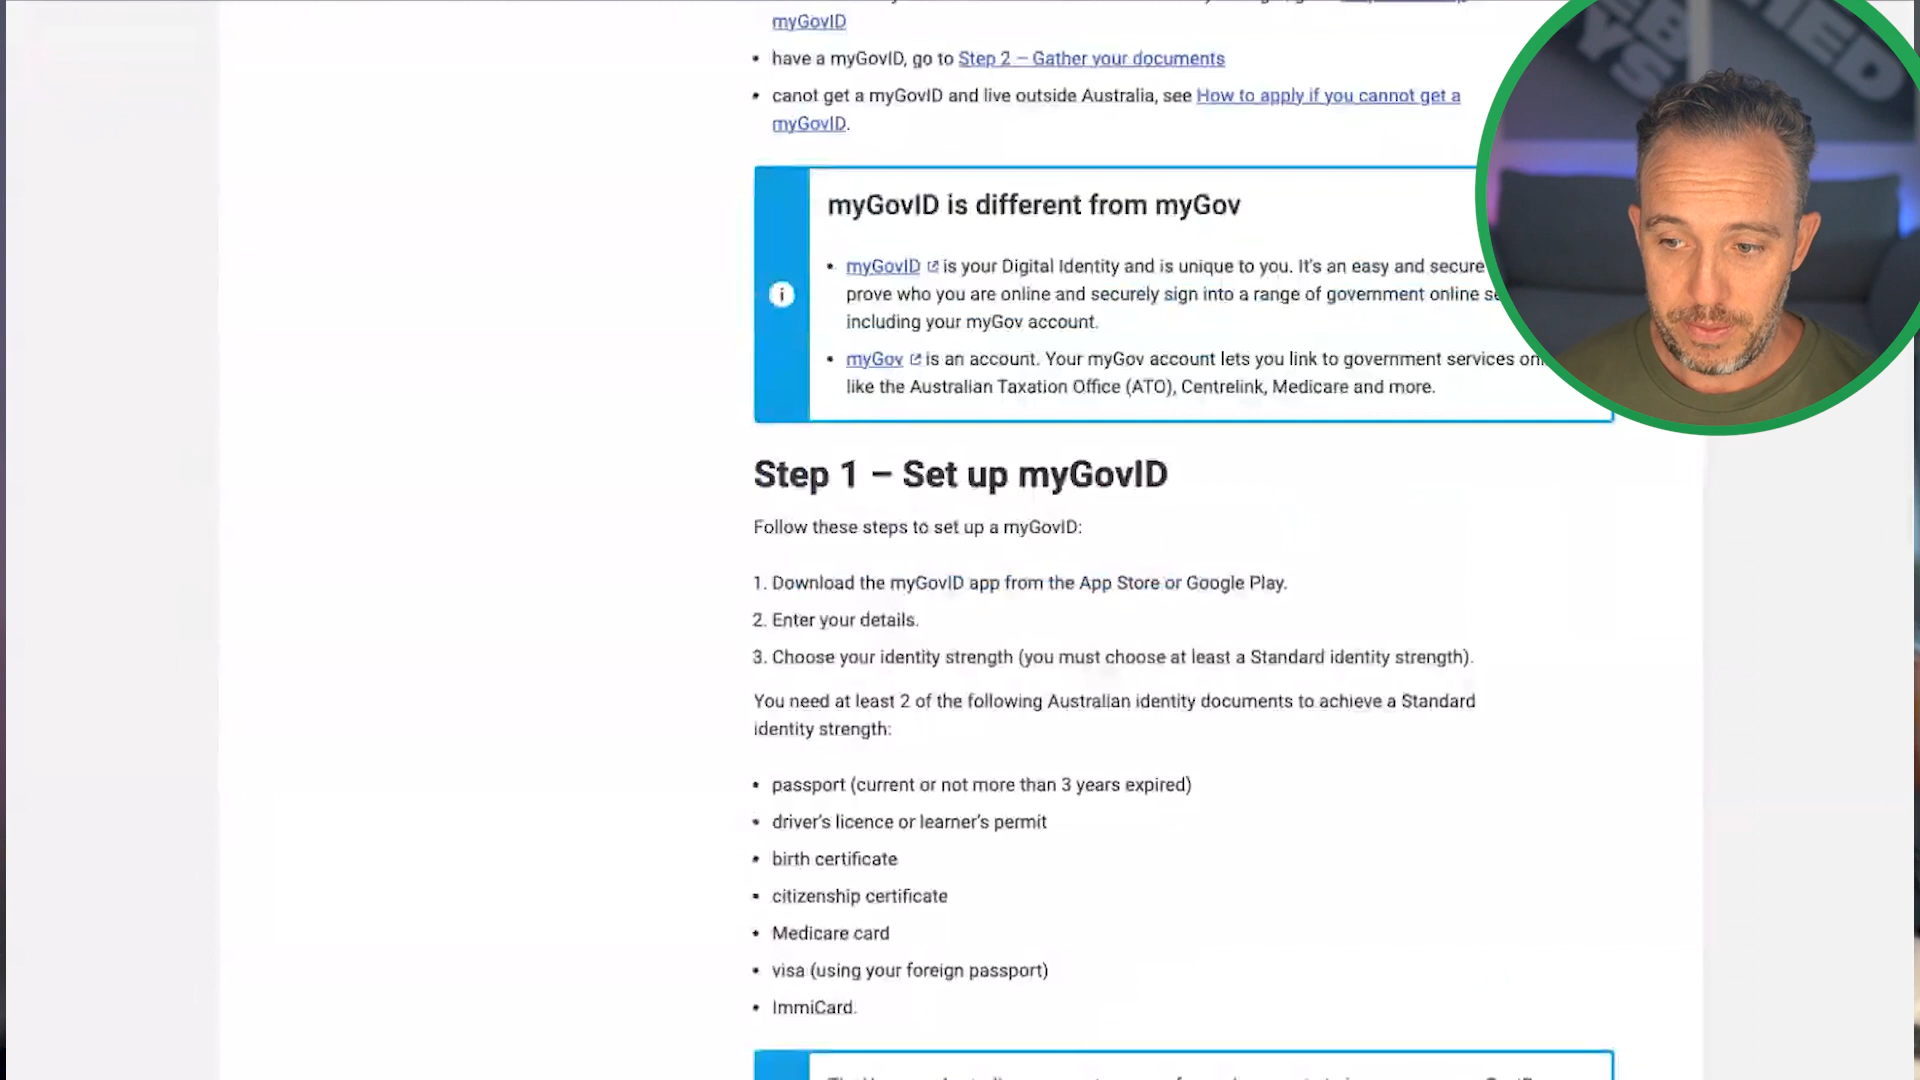 myGovID
• have a myGovID, go to Step 2 – Gather your documents
• canot get a myGovID and live outside Australia, see How to apply if you cannot get a
myGovID.
myGovID is different from myGov
• myGovID is your Digital Identity and is unique to you. It's an easy and secure
prove who you are online and securely sign into a range of government online
including your myGov account.
• myGov is an account. Your myGov account lets you link to government services
like the Australian Taxation Office (ATO), Centrelink, Medicare and more.
Step 1 – Set up myGovID
Follow these steps to set up a myGovID:
1. Download the myGovID app from the App Store or Google Play.
2. Enter your details.
3. Choose your identity strength (you must choose at least a Standard identity strength).
You need at least 2 of the following Australian identity documents to achieve a Standard
identity strength:
• passport (current or not more than 3 years expired)
• driver's licence or learner's permit
• birth certificate
• citizenship certificate
• Medicare card
• visa (using your foreign passport)
• ImmiCard.